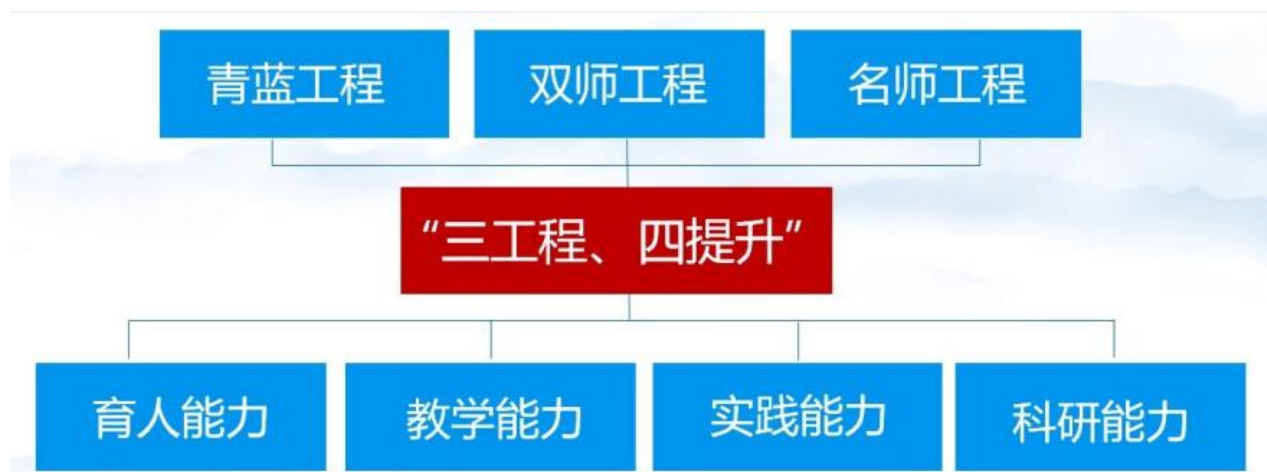 青蓝工程
双师工程
名师工程
“三工程、四提升”
育人能力
教学能力
实践能力
科研能力